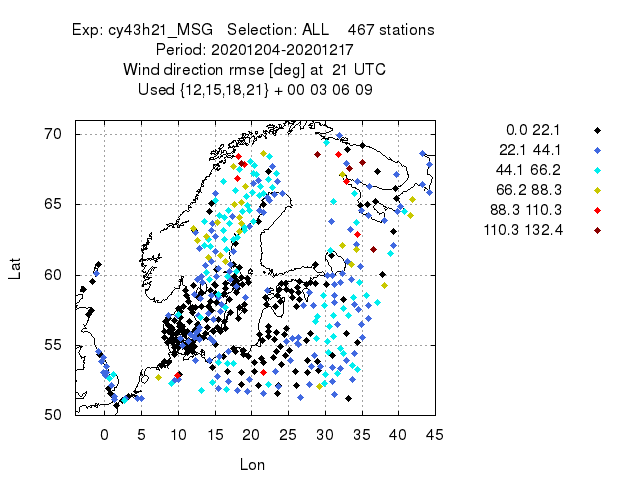 Exp: cy43h21_MSG   Selection: ALL    467 stations
Period: 20201204-20201217
Wind direction rmse [deg] at  21 UTC
Used {12,15,18,21} + 00 03 06 09
0.0 22.1
22.1 44.1
44.1 66.2
66.2 88.3
88.3 110.3
110.3 132.4
70
65
60
55
50
Lat
0 5 10 15 20 25 30 35 40 45
Lon